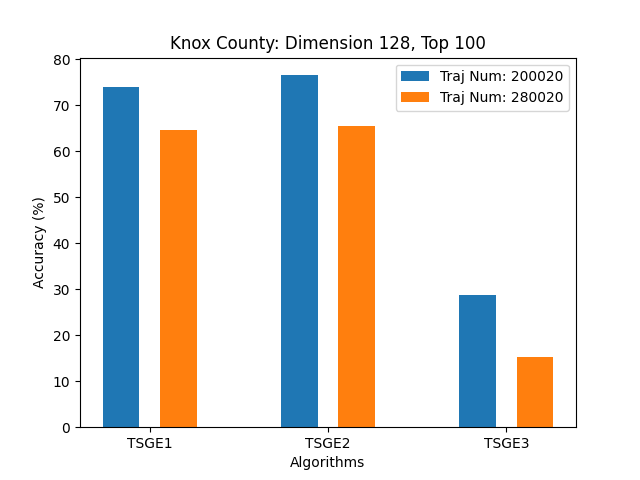 Knox County: Dimension 128, Top 100
Traj Num: 200020
Traj Num: 280020
Accuracy (%)
80
70
60
50
40
30
20
10
0
TSGE1 TSGE2 TSGE3
Algorithms